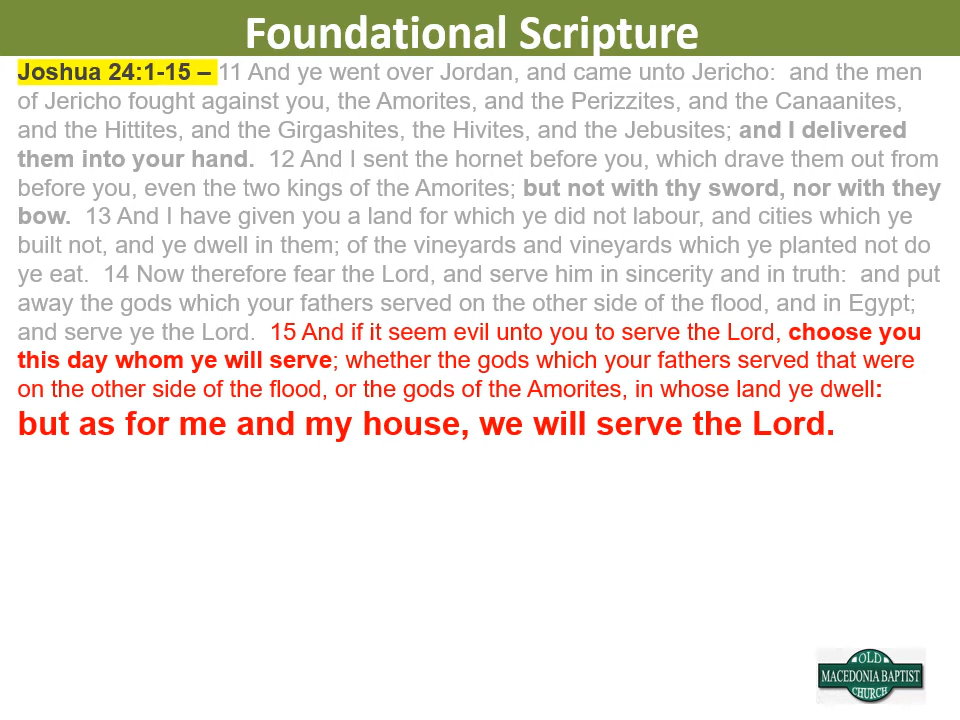 Foundational Scripture
Joshua 24:1-15 – 11 And ye went over Jordan, and came unto Jericho:  and the men
of Jericho fought against you, the Amorites, and the Perizzites, and the Canaanites,
and the Hittites, and the Girgashites, the Hivites, and the Jebusites; and I delivered
them into your hand.  12 And I sent the hornet before you, which drave them out from
before you, even the two kings of the Amorites; but not with thy sword, nor with they
bow.  13 And I have given you a land for which ye did not labour, and cities which ye
built not, and ye dwell in them; of the vineyards and vineyards which ye planted not do
ye eat.  14 Now therefore fear the Lord, and serve him in sincerity and in truth:  and put
away the gods which your fathers served on the other side of the flood, and in Egypt;
and serve ye the Lord.  15 And if it seem evil unto you to serve the Lord, choose you
this day whom ye will serve; whether the gods which your fathers served that were
on the other side of the flood, or the gods of the Amorites, in whose land ye dwell:
but as for me and my house, we will serve the Lord.
OLD
MACEDONIA BAPTIST
CHURCH